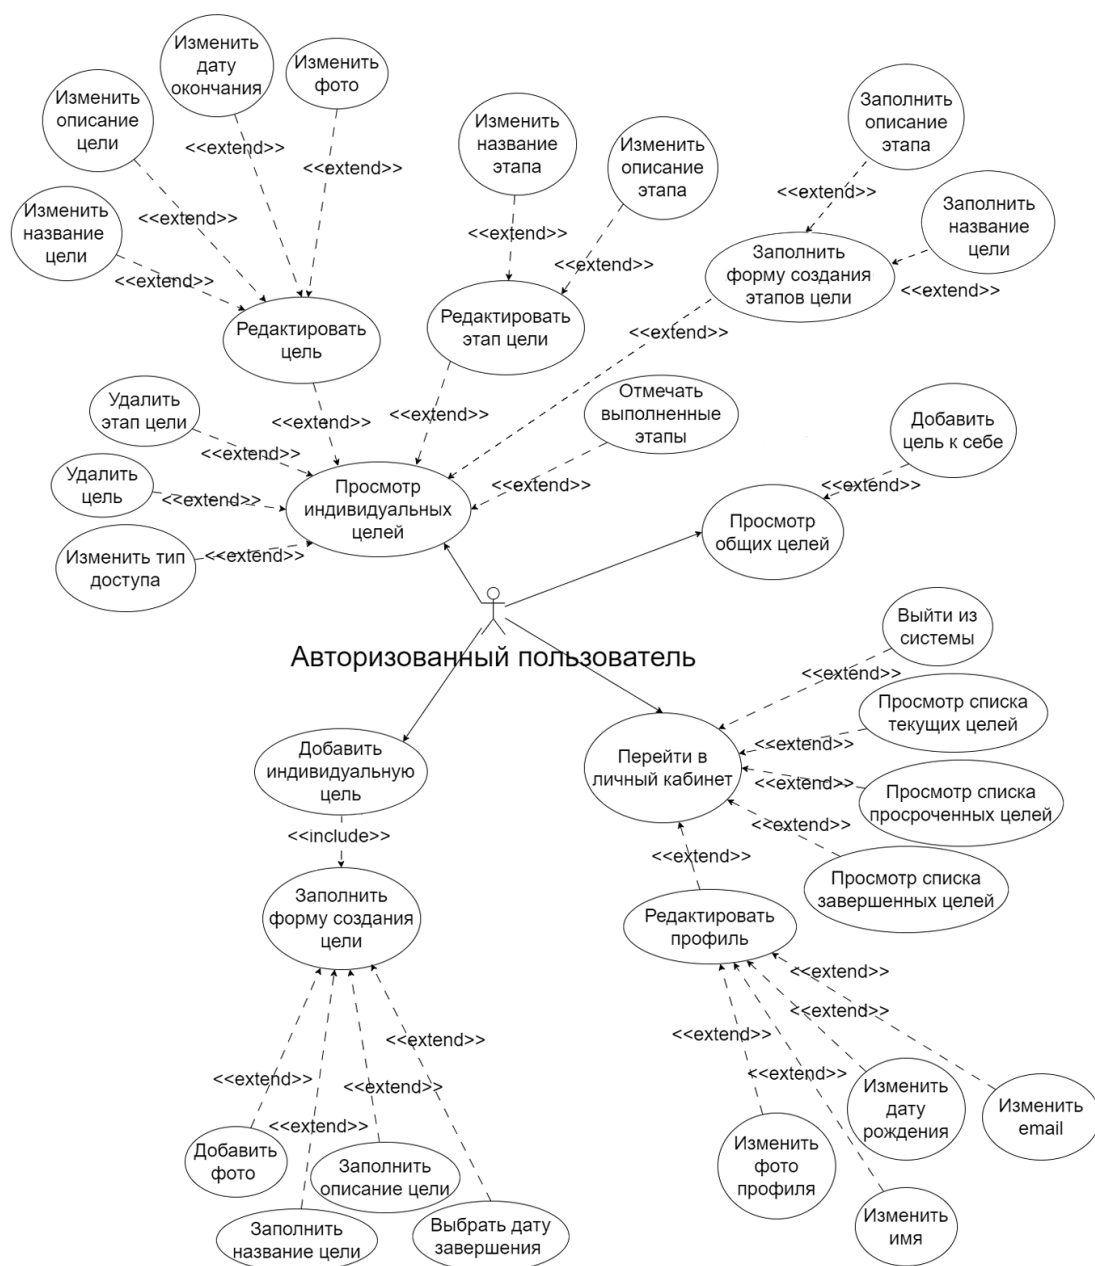 Изменить
дату
окончания
Изменить
фото
Изменить
описание
цели
Заполнить
описание
этапа
Изменить
название
этапа
Изменить
описание
этапа
<<extend>>
<<extend>>
<<extend>>
<<extend>>
Изменить
название
цели
Заполнить
название
цели
<<extend>>
<<extend>>
<<extend>>
<<extend>>
<<extend>>
Заполнить
форму создания
этапов цели
Редактировать
цель
Редактировать
этап цели
<<extend>>
Удалить
этап цели
<<extend>>
<<extend>>
Отмечать
выполненные
этапы
Добавить
цель к себе
<<extend>>
Удалить
цель
<<extend>>
Просмотр
индивидуальных
целей
<<extend>>
<<extend>>
Просмотр
общих целей
Изменить тип
доступа
<<extend>>
Авторизованный пользователь
Выйти из
системы
<<extend>>
Просмотр списка
текущих целей
<<extend>>
Добавить
индивидуальную
цель
Перейти в
личный кабинет
<<extend>>
Просмотр списка
просроченных целей
<<extend>>
<<include>>
<<extend>>
Просмотр списка
завершенных целей
Заполнить
форму создания
цели
Редактировать
профиль
<<extend>>
<<extend>>
<<extend>>
<<extend>>
<<extend>>
<<extend>>
<<extend>>
<<extend>>
Добавить
фото
Заполнить
описание цели
Заполнить
название цели
Выбрать дату
завершения
Изменить
фото
профиля
Изменить
дату
рождения
Изменить
email
Изменить
имя